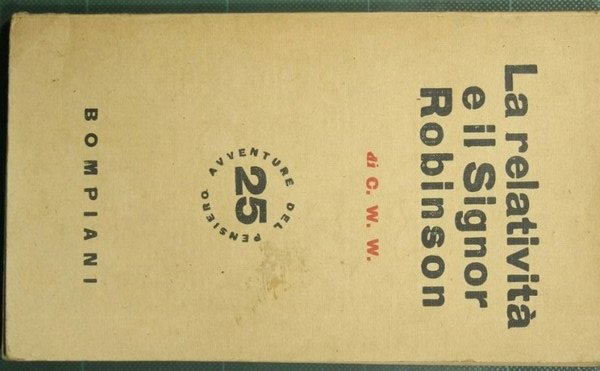 La relatività
e il Signor
Robinson
di C. W. W.
AVVENTURE DEL PENSIERO
25
BOMPIANI